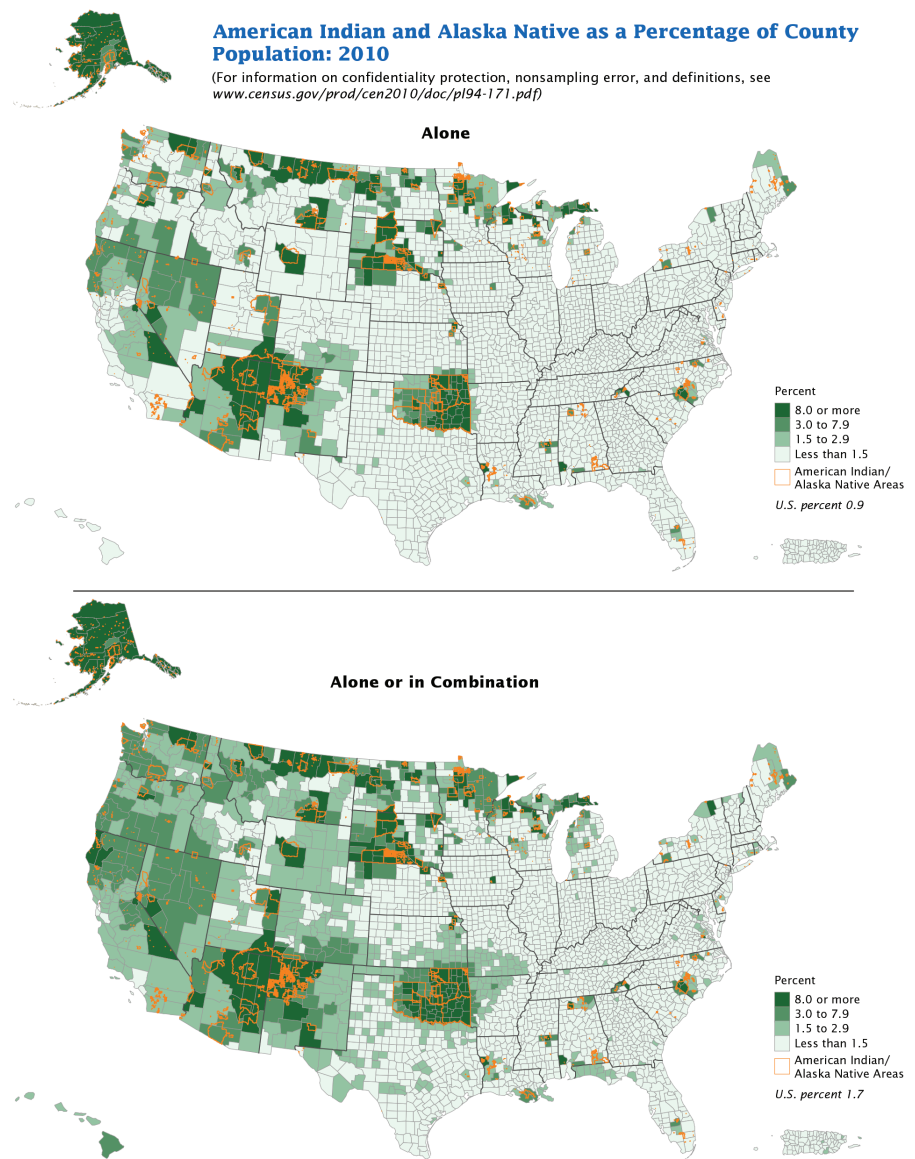 American Indian and Alaska Native as a Percentage of County
Population: 2010
(For information on confidentiality protection, nonsampling error, and definitions, see
www.census.gov/prod/cen2010/doc/pl94-171.pdf)
Alone
Percent
8.0 or more
3.0 to 7.9
1.5 to 2.9
Less than 1.5
American Indian/
Alaska Native Areas
U.S. percent 0.9
Alone or in Combination
Percent
8.0 or more
3.0 to 7.9
1.5 to 2.9
Less than 1.5
American Indian/
Alaska Native Areas
U.S. percent 1.7